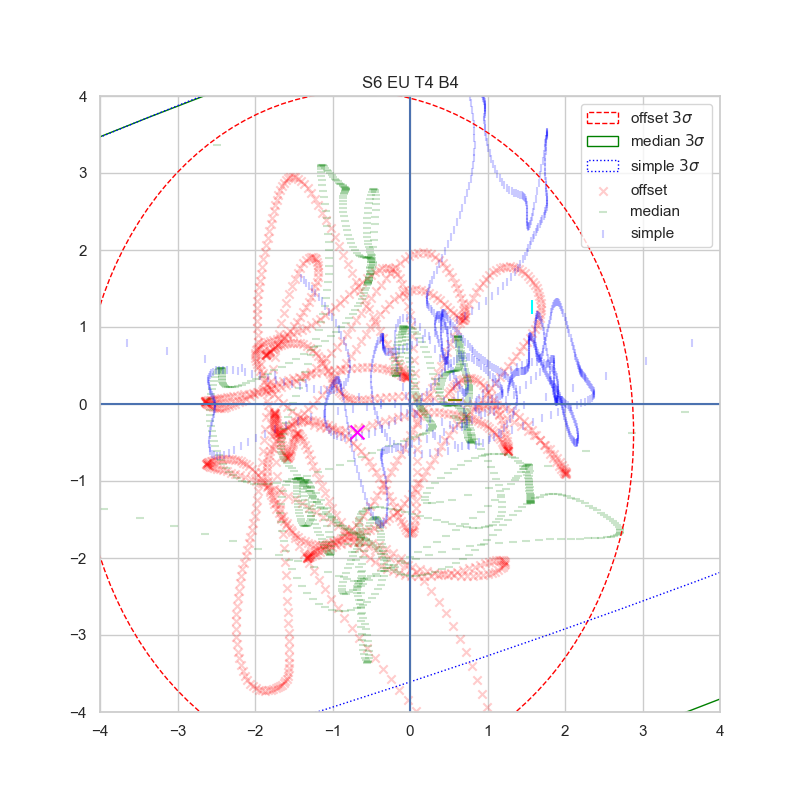 S6 EU T4 B4
offset 3σ
median 3σ
simple 3σ
offset
median
simple
4
3
2
1
0
−1
−2
−3
−4
−4 −3 −2 −1 0 1 2 3 4